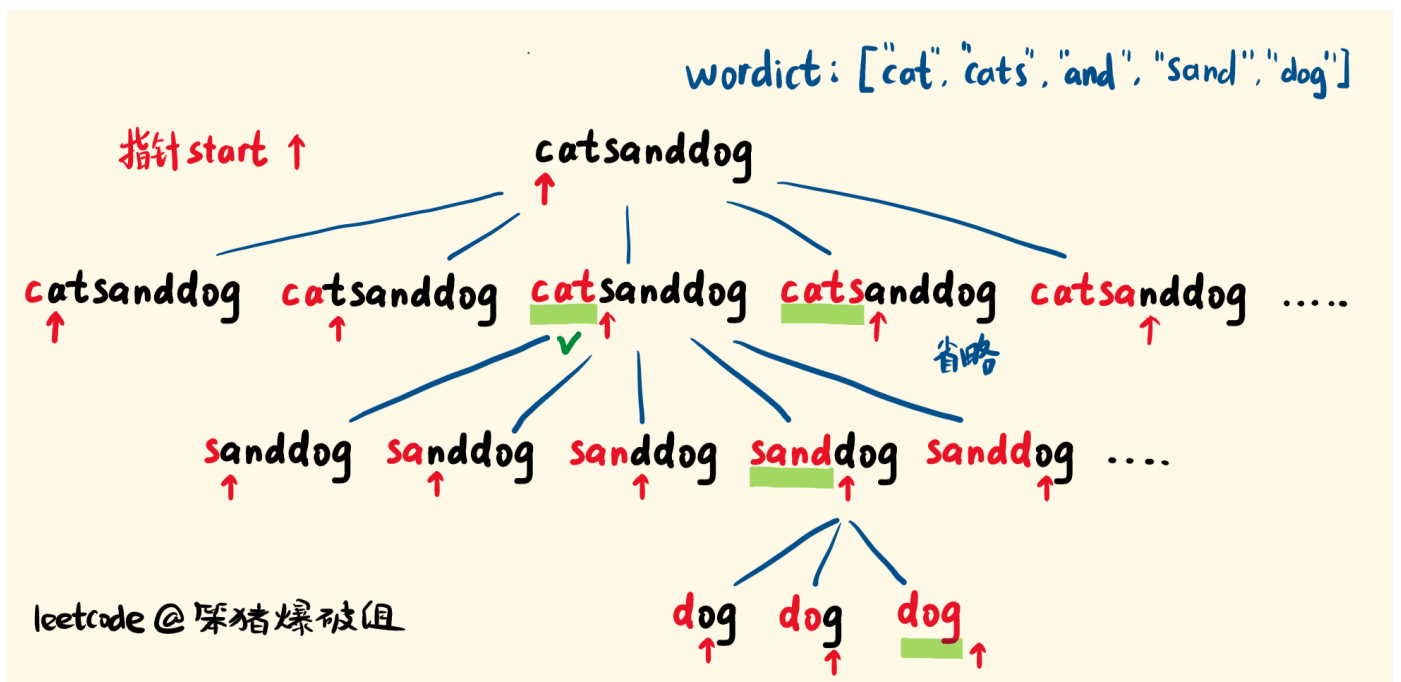 wordict: ["cat", "cats", "and", "sand", "dog"]
指针start ↑
catsanddog
catsanddog catsanddog catsanddog catsanddog catsanddog .....
省略
sanddog sanddog sanddog sanddog sanddog ....
dog dog dog
leetcode @ 笨猪爆破组